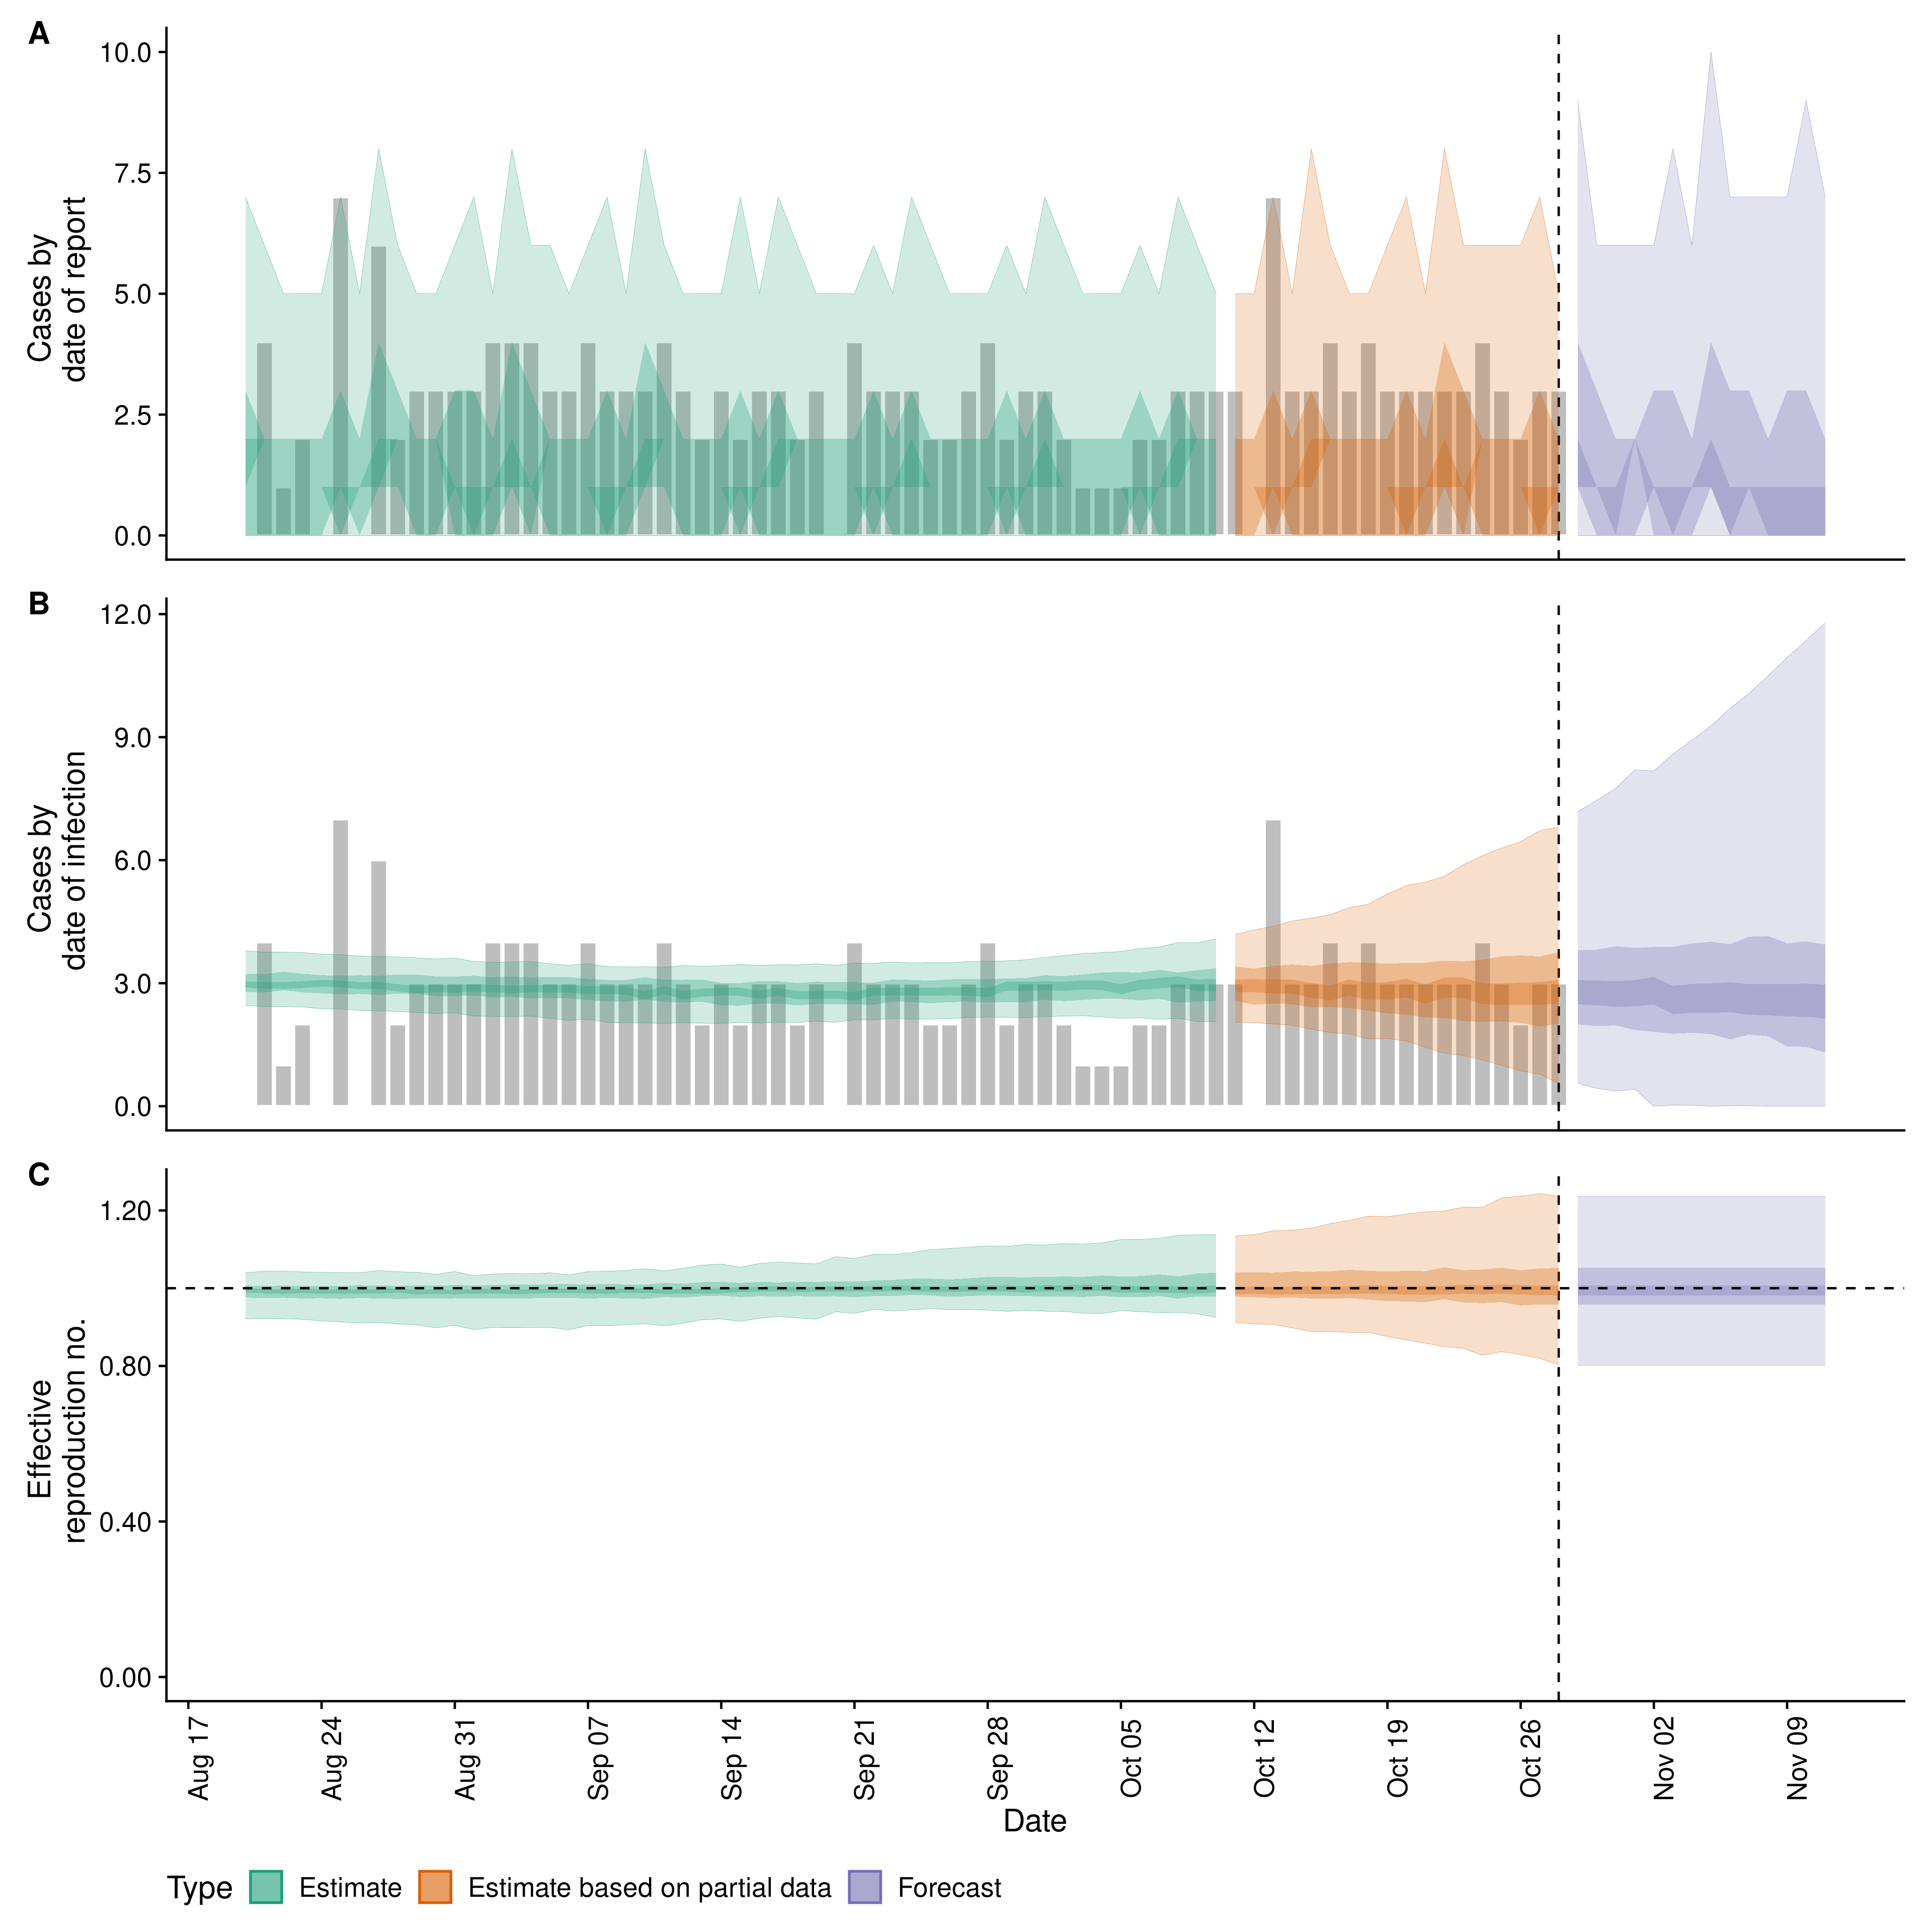 A
10.0
7.5
5.0
2.5
0.0
Cases by
date of report
B
12.0
9.0
6.0
3.0
0.0
Cases by
date of infection
C
1.20
0.80
0.40
0.00
Effective
reproduction no.
Aug 17
Aug 24
Aug 31
Sep 07
Sep 14
Sep 21
Sep 28
Oct 05
Oct 12
Oct 19
Oct 26
Nov 02
Nov 09
Date
Type Estimate Estimate based on partial data Forecast